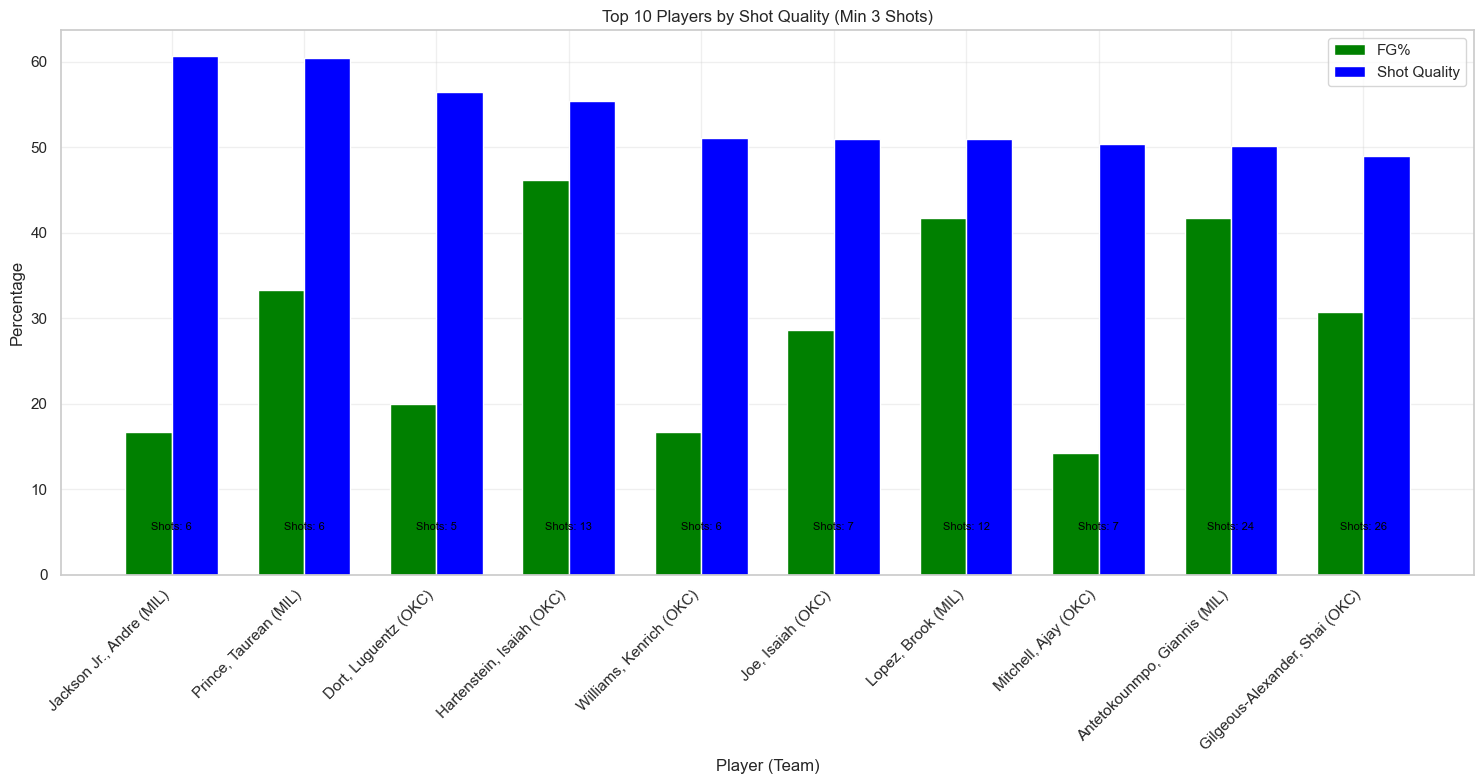 Top 10 Players by Shot Quality (Min 3 Shots)
FG%
Shot Quality
Percentage
60
50
40
30
20
10
0
Shots: 6
Shots:
Shots: 5
Shots: 13
Shots: 6
Shots: 7
Shots: 12
Shots: 7
Shots: 24
Shots: 26
Jackson Jr., Andre (MIL)
Prince, Taurean (MIL)
Dort, Luguentz (OKC)
Hartenstein, Isaiah (OKC)
Williams, Kenrich (OKC)
Joe, Isaiah (OKC)
Lopez, Brook (MIL)
Mitchell, Ajay (OKC)
Antetokounmpo, Giannis (MIL)
Gilgeous-Alexander, Shai (OKC)
Player (Team)